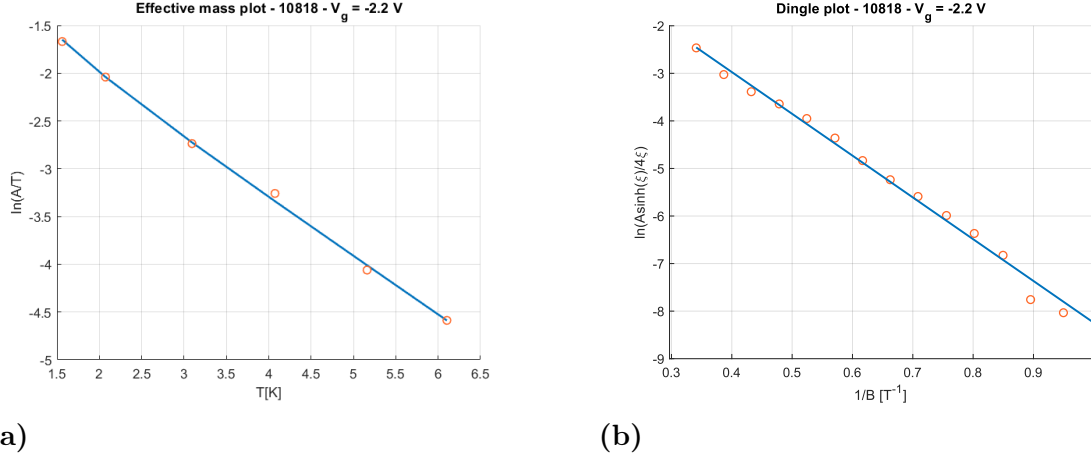 Effective mass plot - 10818 - Vg = -2.2 V
-1.5
-2
-2.5
-3
-3.5
-4
-4.5
-5
ln(A/T)
1.5 2 2.5 3 3.5 4 4.5 5 5.5 6 6.5
T[K]
a)
Dingle plot - 10818 - Vg = -2.2 V
-2
-3
-4
-5
-6
-7
-8
-9
ln(Asinh(ξ)/4ξ)
0.3 0.4 0.5 0.6 0.7 0.8 0.9
1/B [T^-1]
(b)